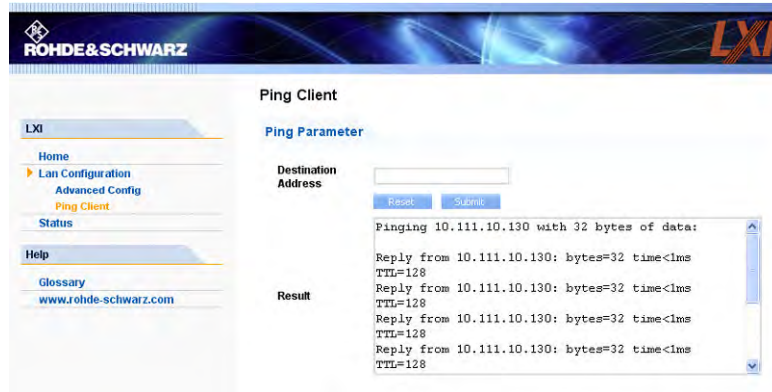 ROHDE&SCHWARZ
LXI
Ping Client
LXI
Home
Lan Configuration
Advanced Config
Ping Client
Status
Help
Glossary
www.rohde-schwarz.com
Ping Parameter
Destination
Address
Reset
Submit
Result
Pinging 10.111.10.130 with 32 bytes of data:
Reply from 10.111.10.130: bytes=32 time<1ms
TTL=128
Reply from 10.111.10.130: bytes=32 time<1ms
TTL=128
Reply from 10.111.10.130: bytes=32 time<1ms
TTL=128
Reply from 10.111.10.130: bytes=32 time<1ms
TTL=128